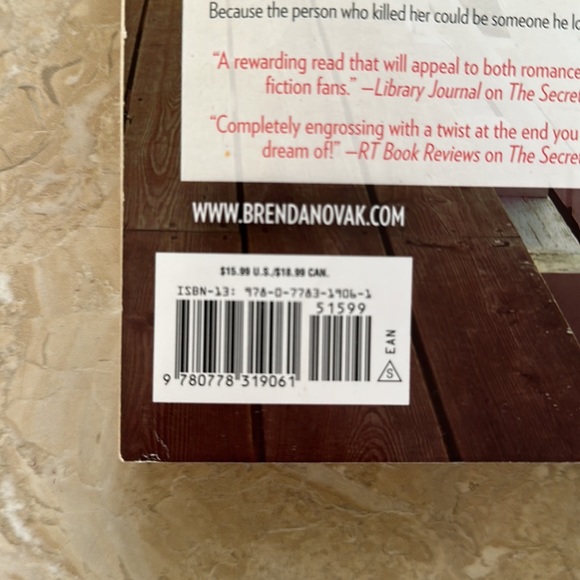 Because the person who killed her could be someone he lo
“A rewarding read that will appeal to both romance
fiction fans.” —Library Journal on The Secret
“Completely engrossing with a twist at the end you
dream of!” —RT Book Reviews on The Secret
WWW.BRENDANOVAK.COM
$15.99 U.S./$18.99 CAN.
ISBN-13: 978-0-7783-1906-1
51599
EAN
S
9 780778 319061